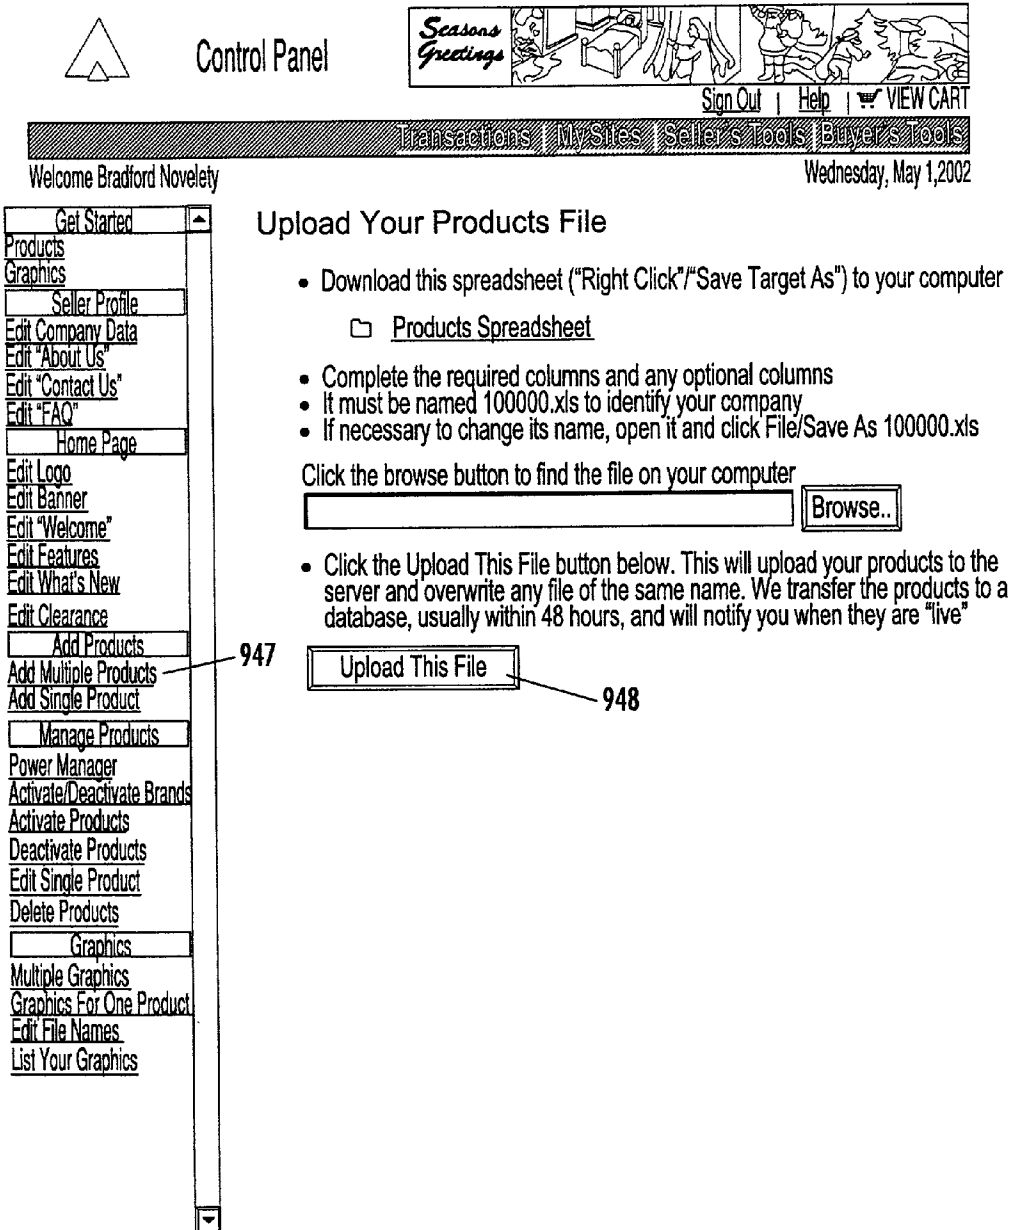 Control Panel
Seasons
Greetings
Sign Out | Help | VIEW CART
Transactions | My Sites | Seller's Tools | Buyer's Tools
Welcome Bradford Novelety
Wednesday, May 1,2002
Get Started
Products
Graphics
Seller Profile
Edit Company Data
Edit "About Us"
Edit "Contact Us"
Edit "FAQ"
Home Page
Edit Logo
Edit Banner
Edit "Welcome"
Edit Features
Edit What's New
Edit Clearance
Add Products
Add Multiple Products
947
Add Single Product
Manage Products
Power Manager
Activate/Deactivate Brands
Activate Products
Deactivate Products
Edit Single Product
Delete Products
Graphics
Multiple Graphics
Graphics For One Product
Edit File Names
List Your Graphics
Upload Your Products File
• Download this spreadsheet ("Right Click"/"Save Target As") to your computer
Products Spreadsheet
• Complete the required columns and any optional columns
• It must be named 100000.xls to identify your company
• If necessary to change its name, open it and click File/Save As 100000.xls
Click the browse button to find the file on your computer
Browse..
• Click the Upload This File button below. This will upload your products to the
server and overwrite any file of the same name. We transfer the products to a
database, usually within 48 hours, and will notify you when they are "live"
Upload This File
948